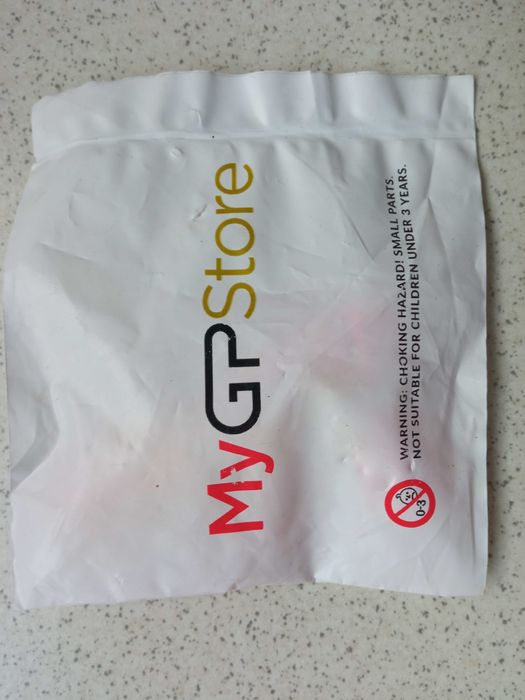 MyGPStore
WARNING: CHOKING HAZARD! SMALL PARTS.
NOT SUITABLE FOR CHILDREN UNDER 3 YEARS.
0-3